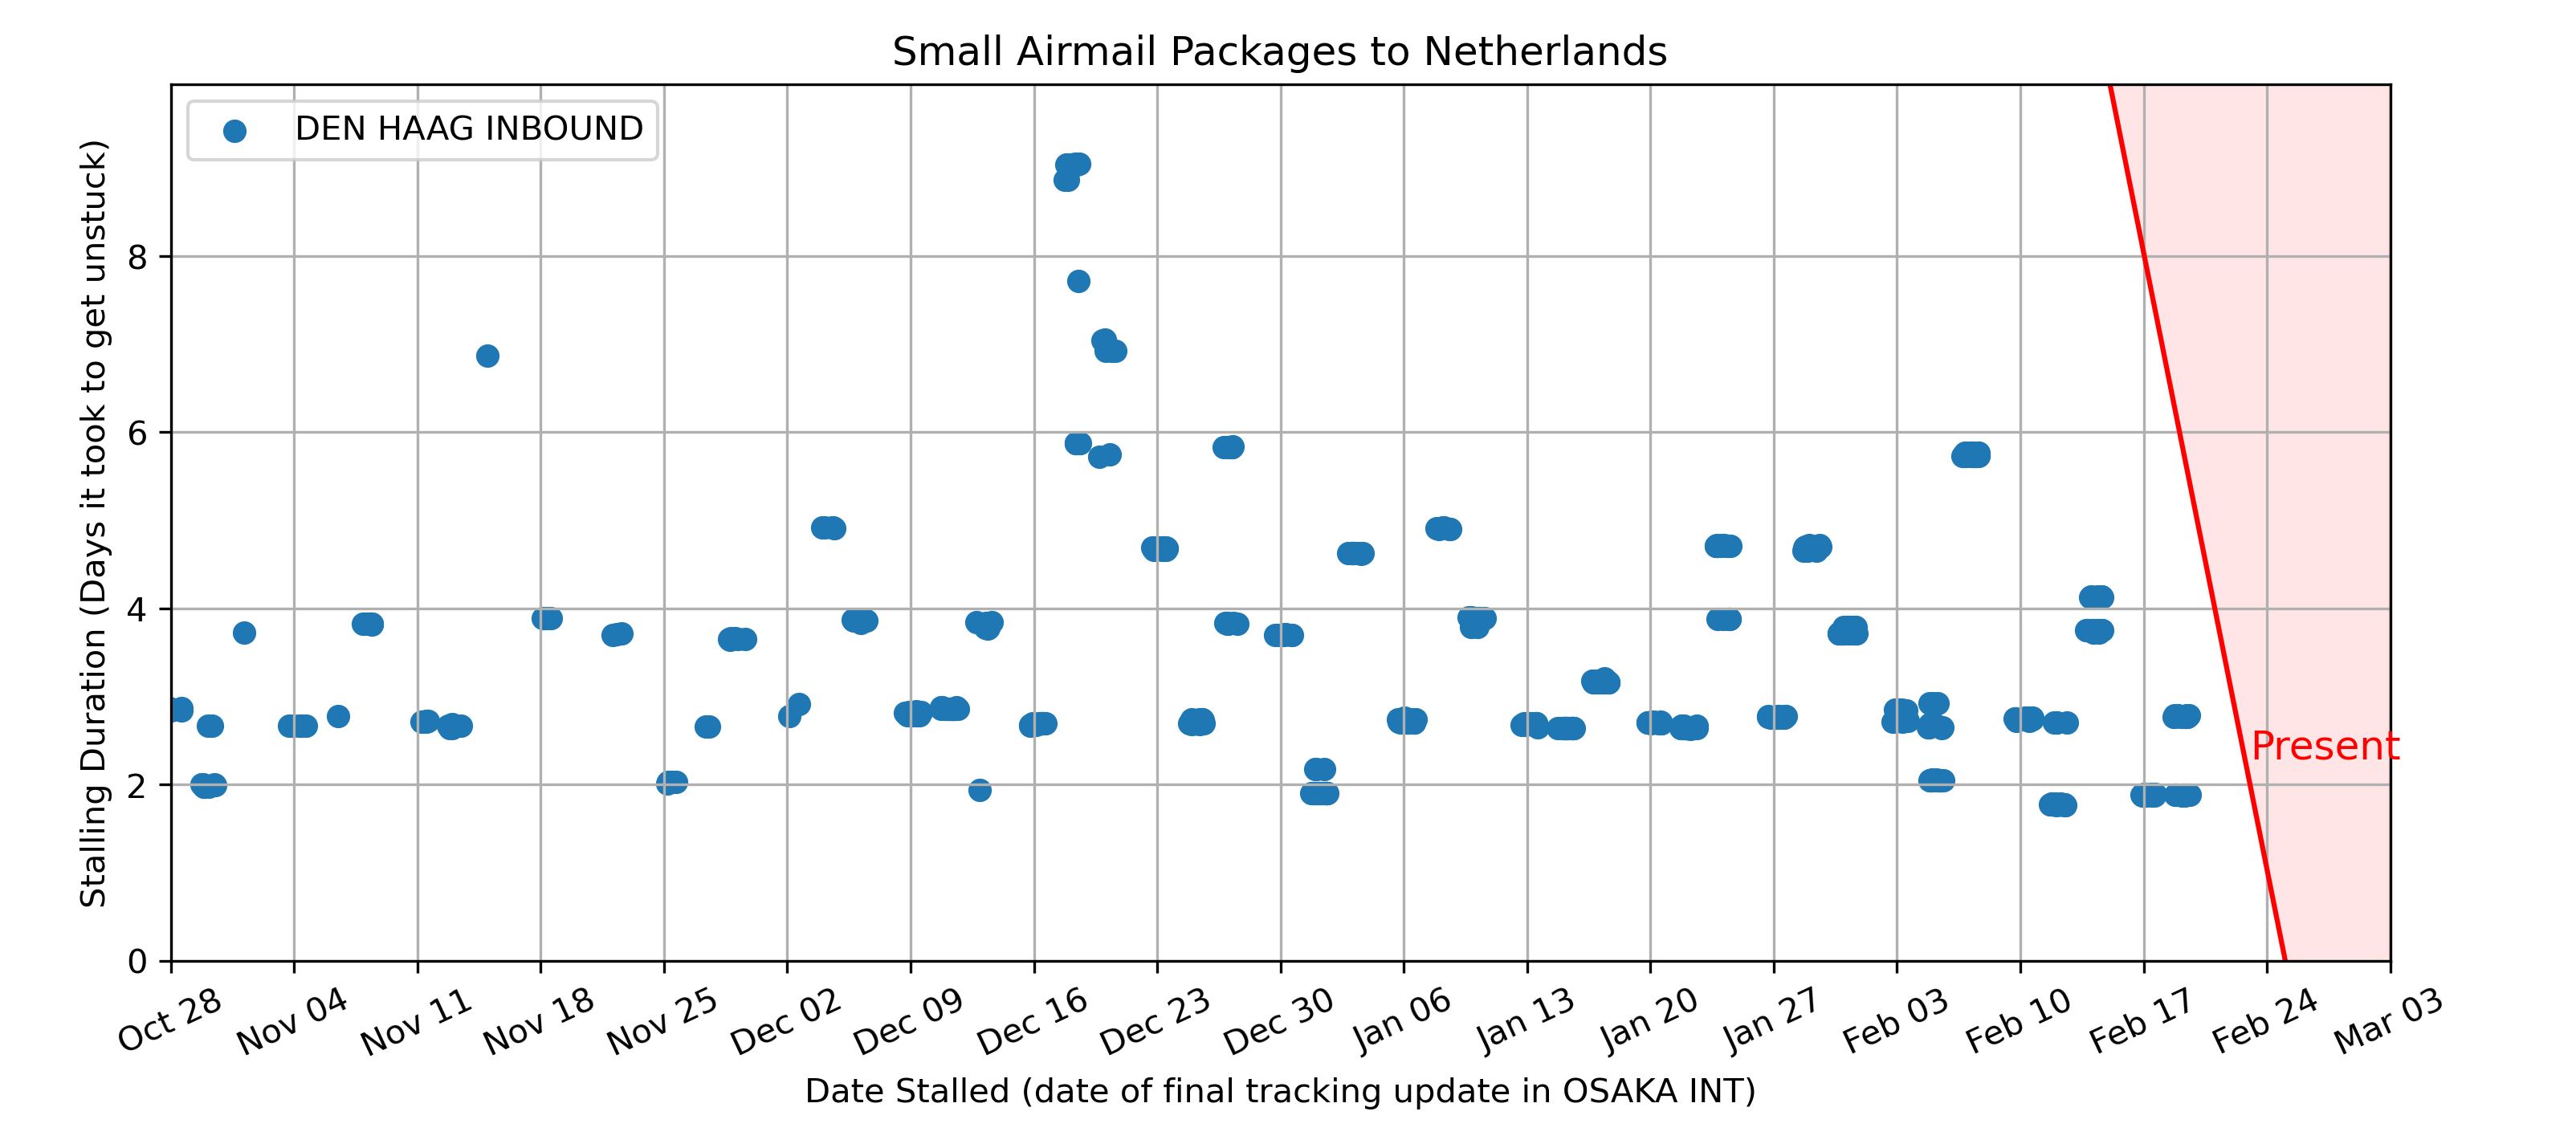 Small Airmail Packages to Netherlands
DEN HAAG INBOUND
Stalling Duration (Days it took to get unstuck)
8
6
4
2
0
Present
Oct 28 Nov 04 Nov 11 Nov 18 Nov 25 Dec 02 Dec 09 Dec 16 Dec 23 Dec 30 Jan 06 Jan 13 Jan 20 Jan 27 Feb 03 Feb 10 Feb 17 Feb 24 Mar 03
Date Stalled (date of final tracking update in OSAKA INT)